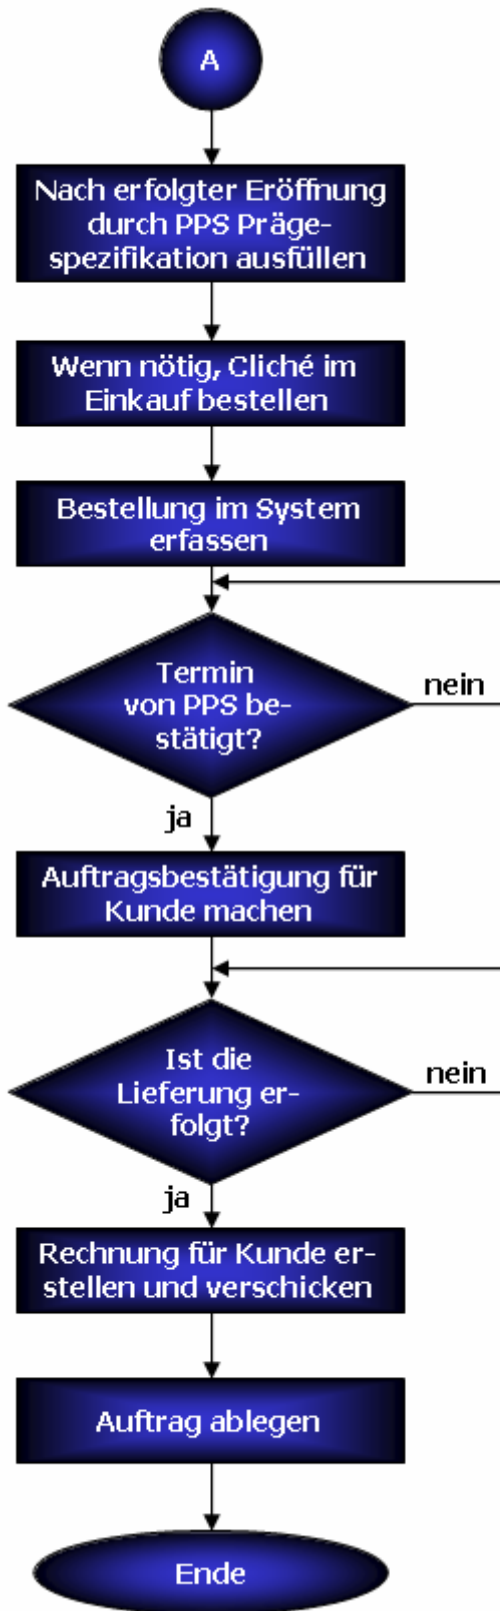 A
Nach erfolgter Eröffnung
durch PPS Präge-
spezifikation ausfüllen
Wenn nötig, Cliché im
Einkauf bestellen
Bestellung im System
erfassen
Termin
von PPS be-
stätigt?
nein
ja
Auftragsbestätigung für
Kunde machen
Ist die
Lieferung er-
folgt?
nein
ja
Rechnung für Kunde er-
stellen und verschicken
Auftrag ablegen
Ende